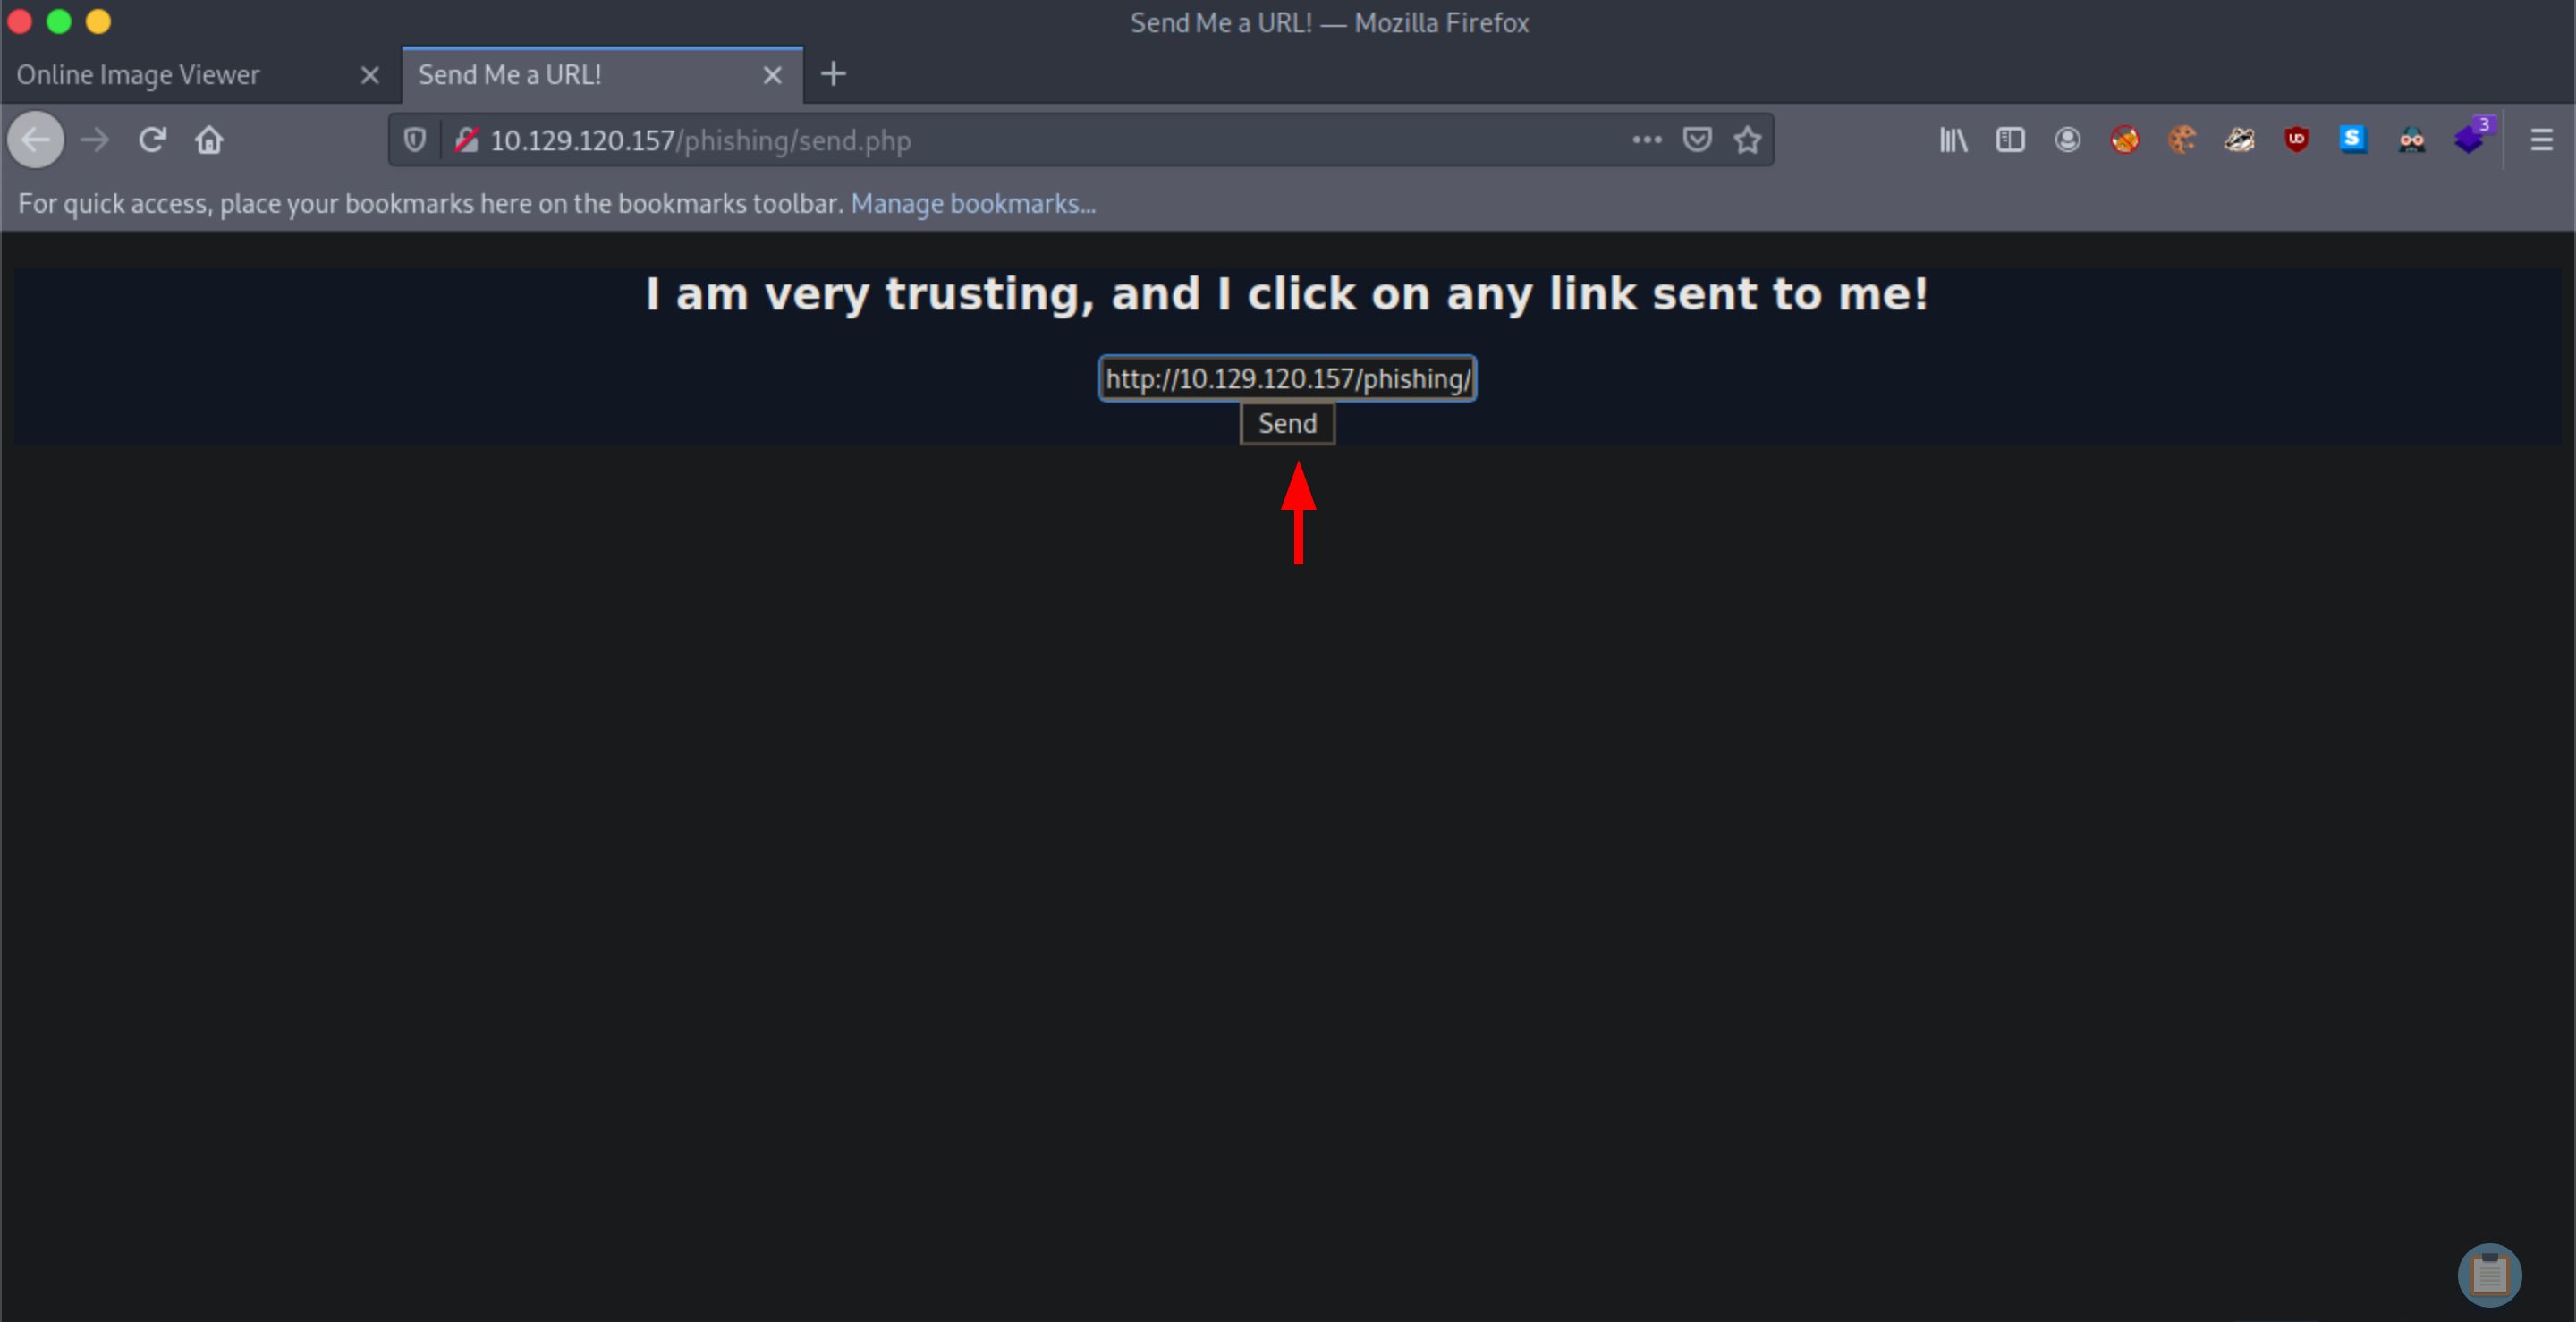 Send Me a URL! — Mozilla Firefox
Online Image Viewer
Send Me a URL!
10.129.120.157/phishing/send.php
3
UD
S
For quick access, place your bookmarks here on the bookmarks toolbar. Manage bookmarks...
I am very trusting, and I click on any link sent to me!
http://10.129.120.157/phishing/
Send